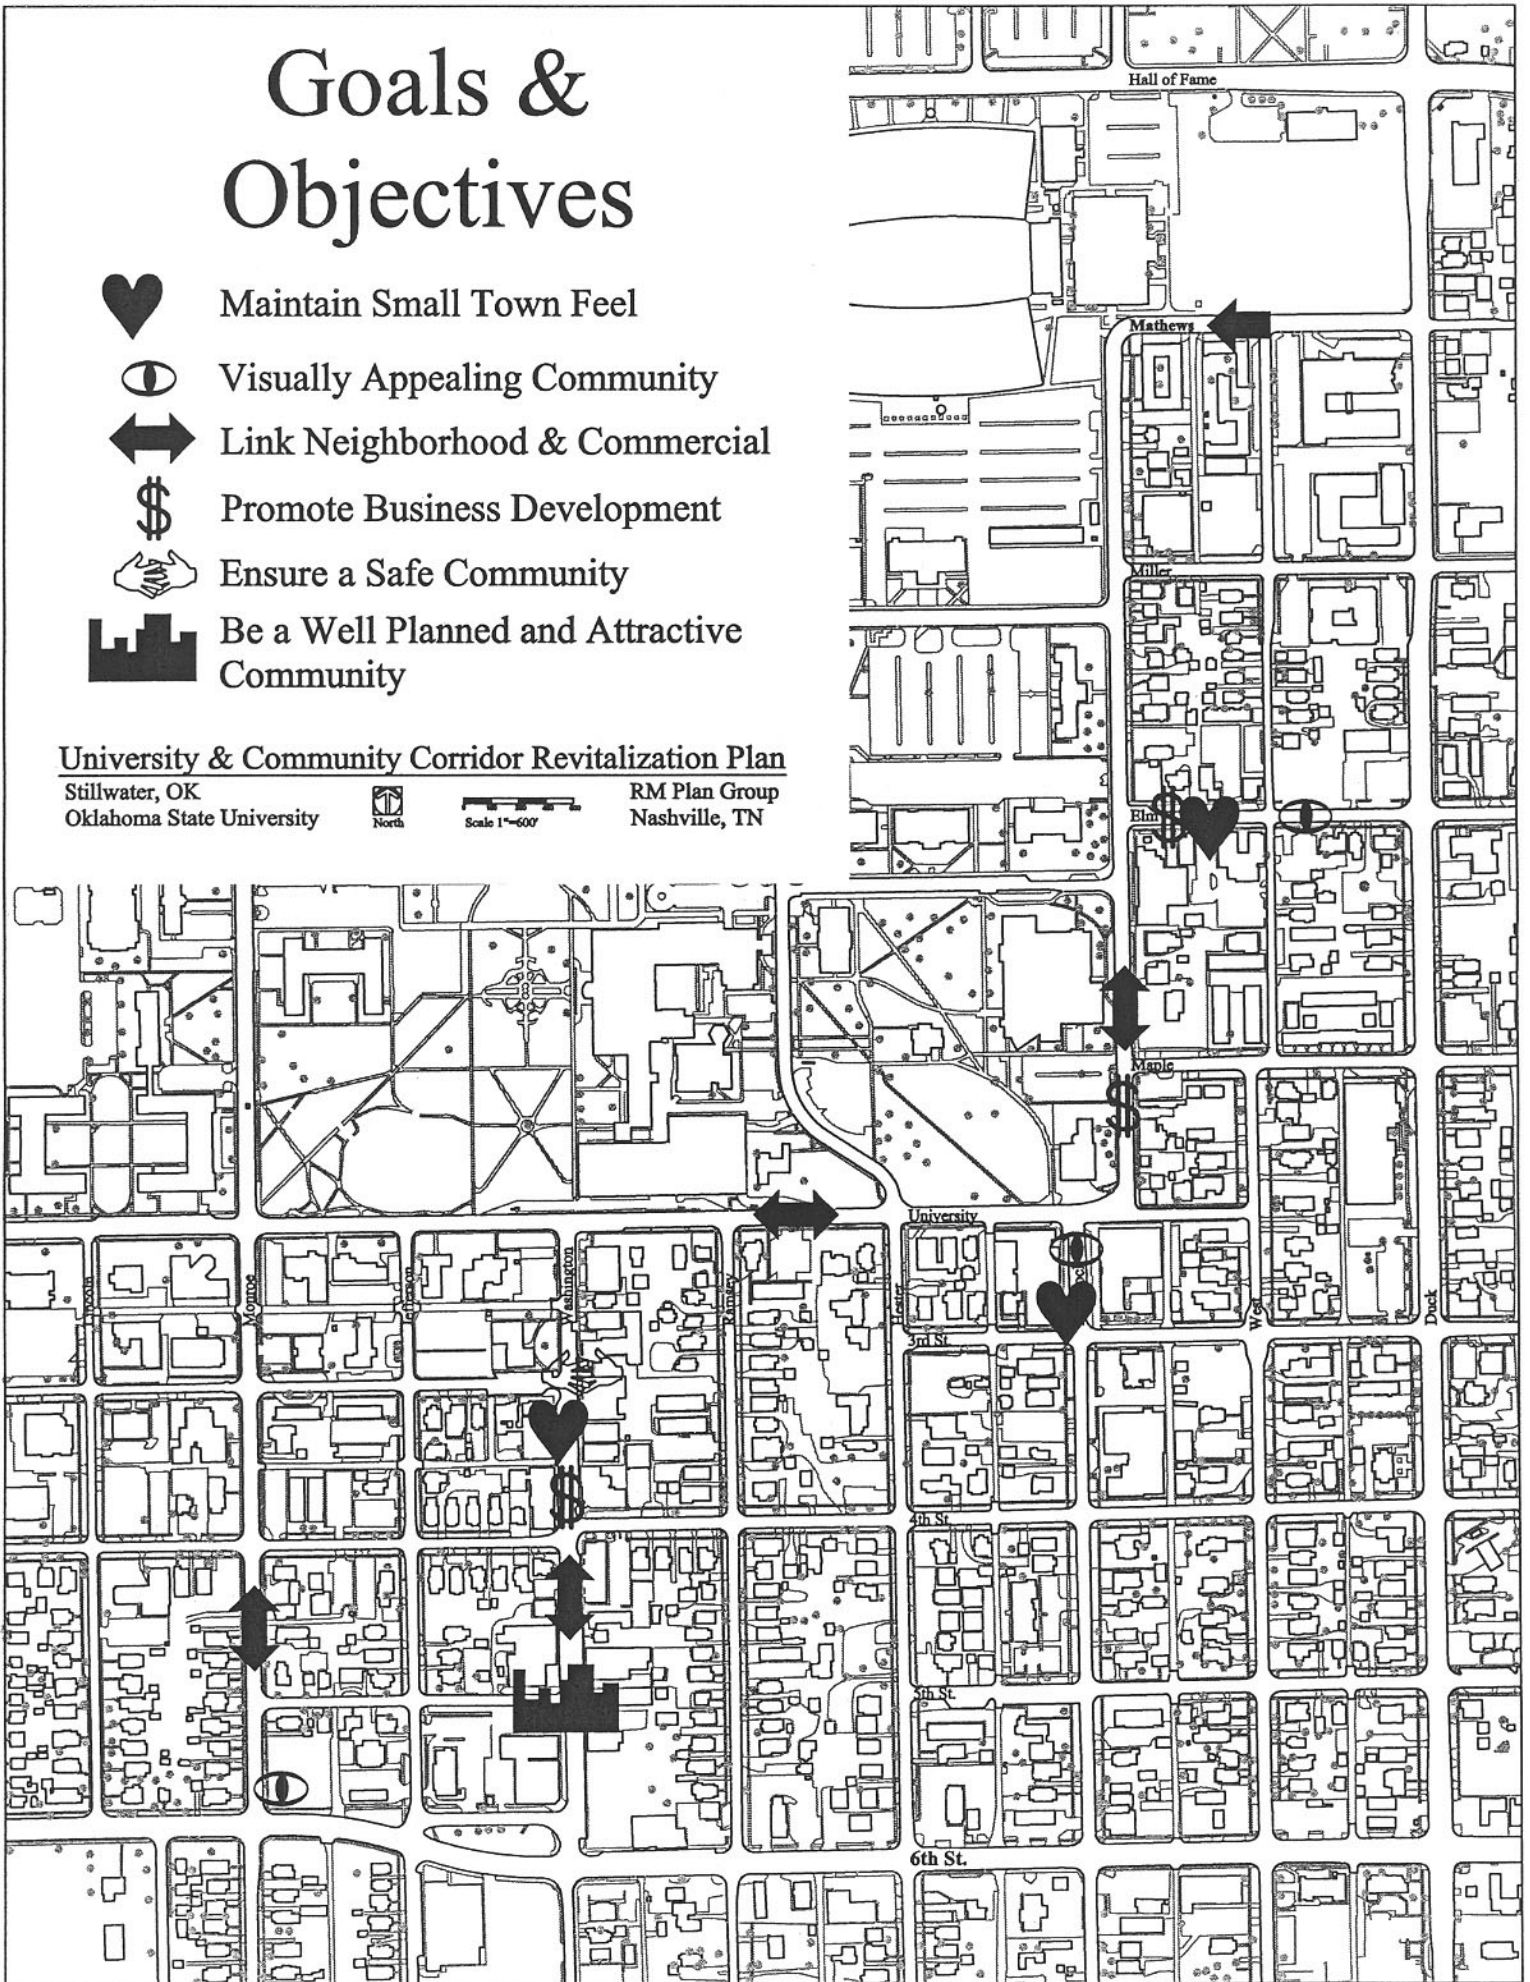 Goals &
Objectives
Maintain Small Town Feel
Visually Appealing Community
Link Neighborhood & Commercial
$ Promote Business Development
Ensure a Safe Community
Be a Well Planned and Attractive
Community
University & Community Corridor Revitalization Plan
Stillwater, OK
Oklahoma State University
North
Scale 1"=600'
RM Plan Group
Nashville, TN
Hall of Fame
Mathews
Miller
Elm
$
Maple
$
University
Monroe
Washington
Ramsey
West
Duck
3rd St.
$
4th St.
5th St.
6th St.